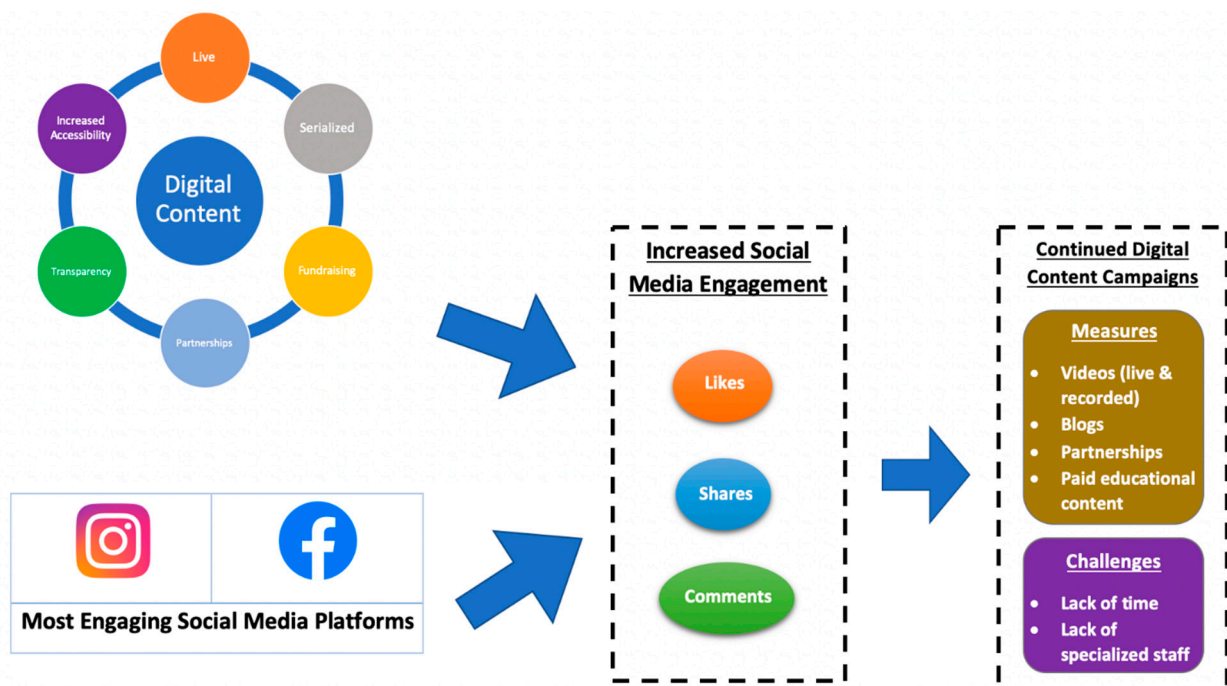 Live
Serialized
Fundraising
Partnerships
Transparency
Increased
Accessibility
Digital
Content
Most Engaging Social Media Platforms
Increased Social
Media Engagement
Likes
Shares
Comments
Continued Digital
Content Campaigns
Measures
• Videos (live &
recorded)
• Blogs
• Partnerships
• Paid educational
content
Challenges
• Lack of time
• Lack of
specialized staff